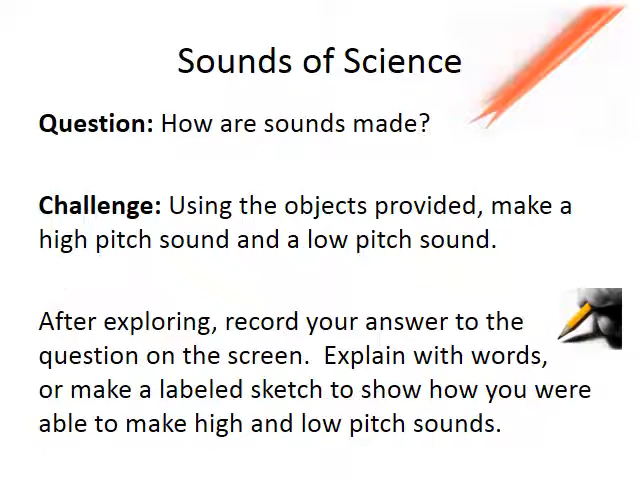 Sounds of Science
Question: How are sounds made?
Challenge: Using the objects provided, make a
high pitch sound and a low pitch sound.
After exploring, record your answer to the
question on the screen.  Explain with words,
or make a labeled sketch to show how you were
able to make high and low pitch sounds.